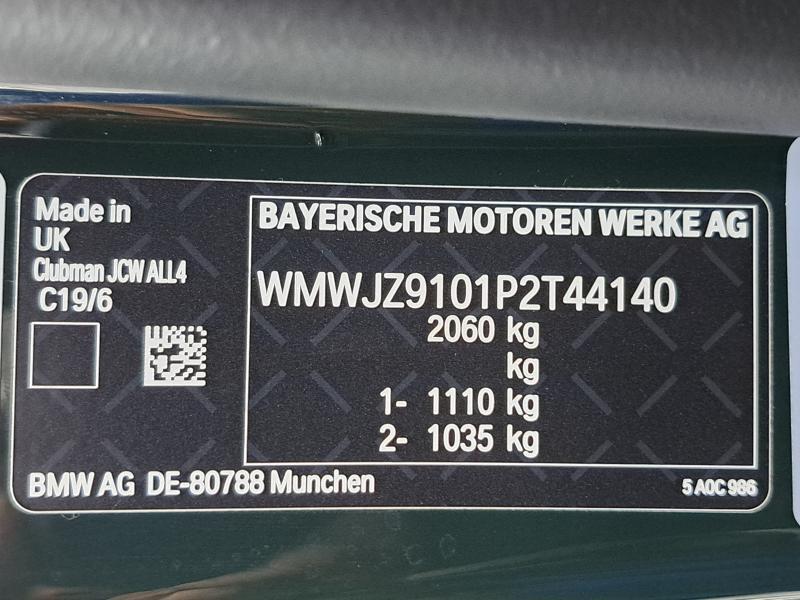 Made in
UK
Clubman JCW ALL4
C19/6
BAYERISCHE MOTOREN WERKE AG
WMWJZ9101P2T44140
2060 kg
kg
1- 1110 kg
2- 1035 kg
BMW AG DE-80788 Munchen
5 A0C 986